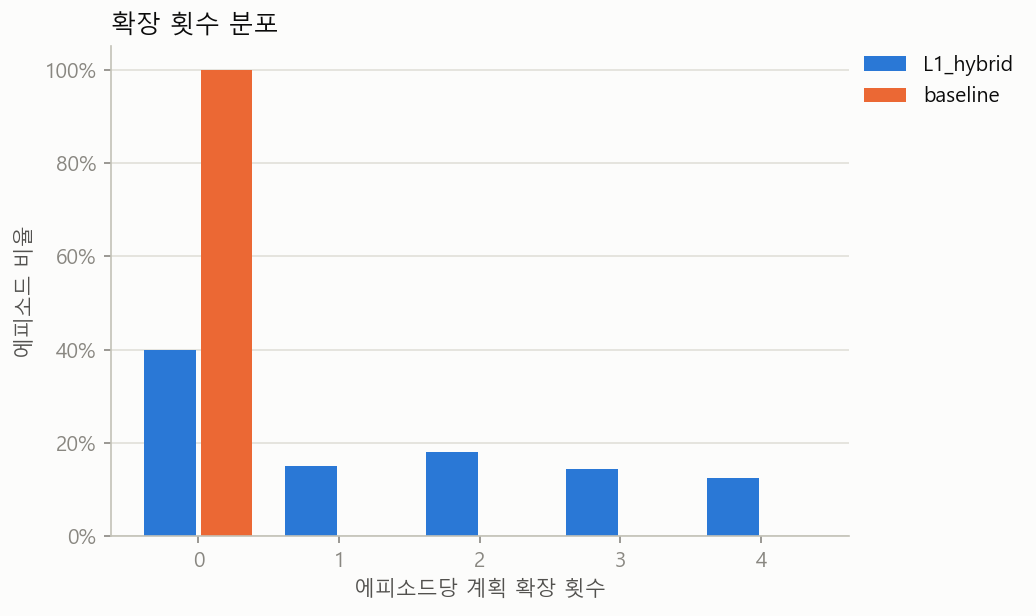 확장 횟수 분포
L1_hybrid
baseline
에피소드 비율
100%
80%
60%
40%
20%
0%
0 1 2 3 4
에피소드당 계획 확장 횟수